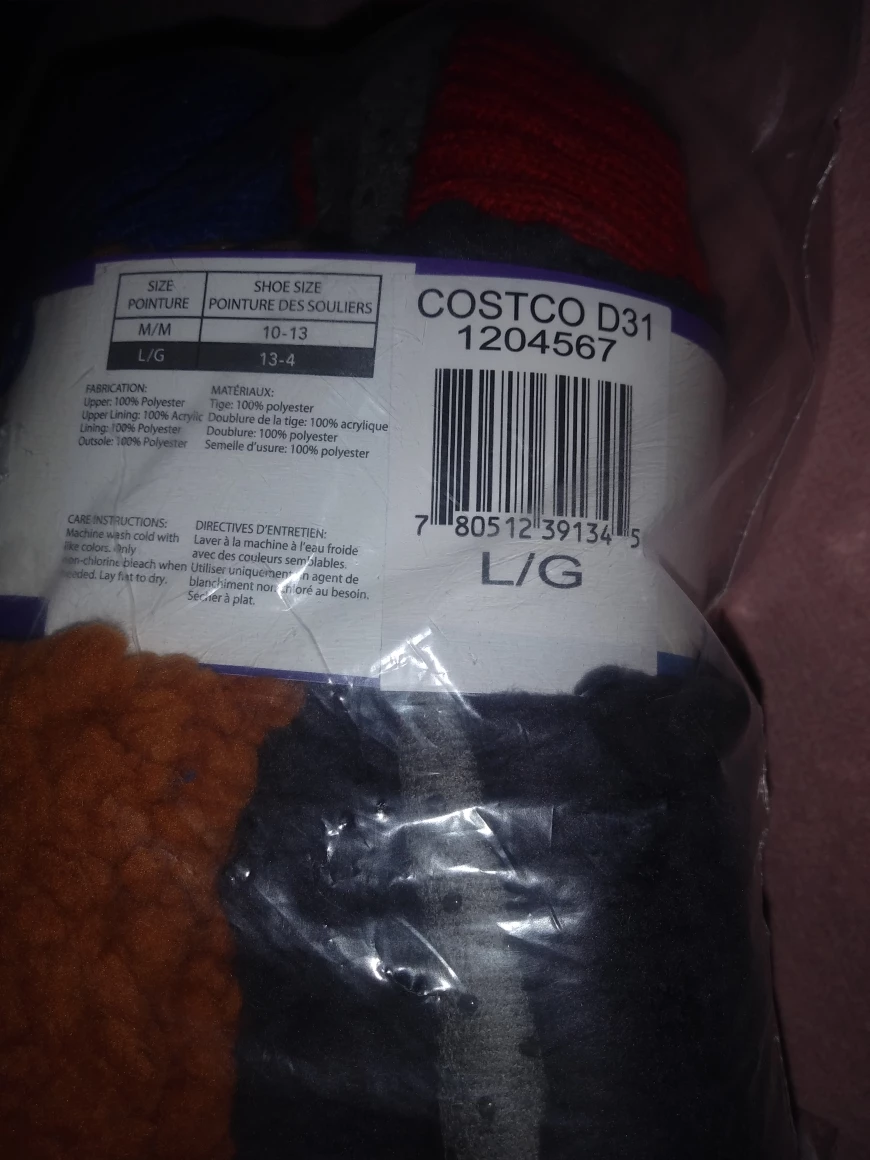 SIZE SHOE SIZE
POINTURE POINTURE DES SOULIERS
M/M 10-13
L/G 13-4
FABRICATION:
Upper: 100% Polyester
Upper Lining: 100% Acrylic
Lining: 100% Polyester
Outsole: 100% Polyester
MATÉRIAUX:
Tige: 100% polyester
Doublure de la tige: 100% acrylique
Doublure: 100% polyester
Semelle d'usure: 100% polyester
CARE INSTRUCTIONS:
Machine wash cold with
like colors. Only
non-chlorine bleach when
needed. Lay flat to dry.
DIRECTIVES D'ENTRETIEN:
Laver à la machine à l'eau froide
avec des couleurs semblables.
Utiliser uniquement un agent de
blanchiment non chloré au besoin.
Sécher à plat.
COSTCO D31
1204567
7 80512 39134 5
L/G